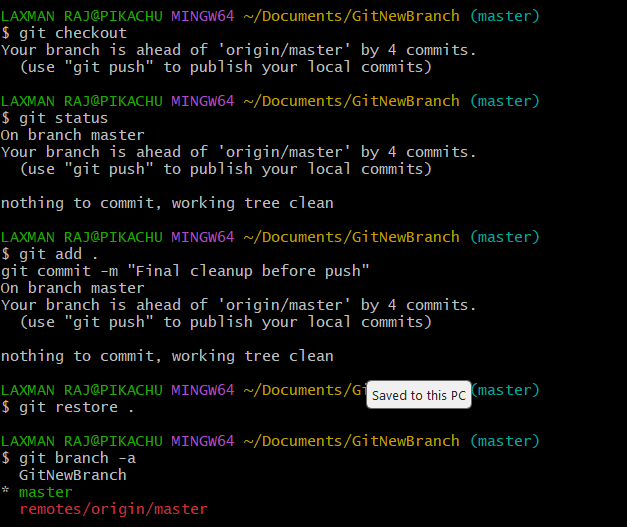 LAXMAN RAJ@PIKACHU MINGW64 ~/Documents/GitNewBranch (master)
$ git checkout
Your branch is ahead of 'origin/master' by 4 commits.
  (use "git push" to publish your local commits)

LAXMAN RAJ@PIKACHU MINGW64 ~/Documents/GitNewBranch (master)
$ git status
On branch master
Your branch is ahead of 'origin/master' by 4 commits.
  (use "git push" to publish your local commits)

nothing to commit, working tree clean

LAXMAN RAJ@PIKACHU MINGW64 ~/Documents/GitNewBranch (master)
$ git add .
git commit -m "Final cleanup before push"
On branch master
Your branch is ahead of 'origin/master' by 4 commits.
  (use "git push" to publish your local commits)

nothing to commit, working tree clean

LAXMAN RAJ@PIKACHU MINGW64 ~/Documents/Gi (master)
Saved to this PC
$ git restore .

LAXMAN RAJ@PIKACHU MINGW64 ~/Documents/GitNewBranch (master)
$ git branch -a
  GitNewBranch
* master
  remotes/origin/master